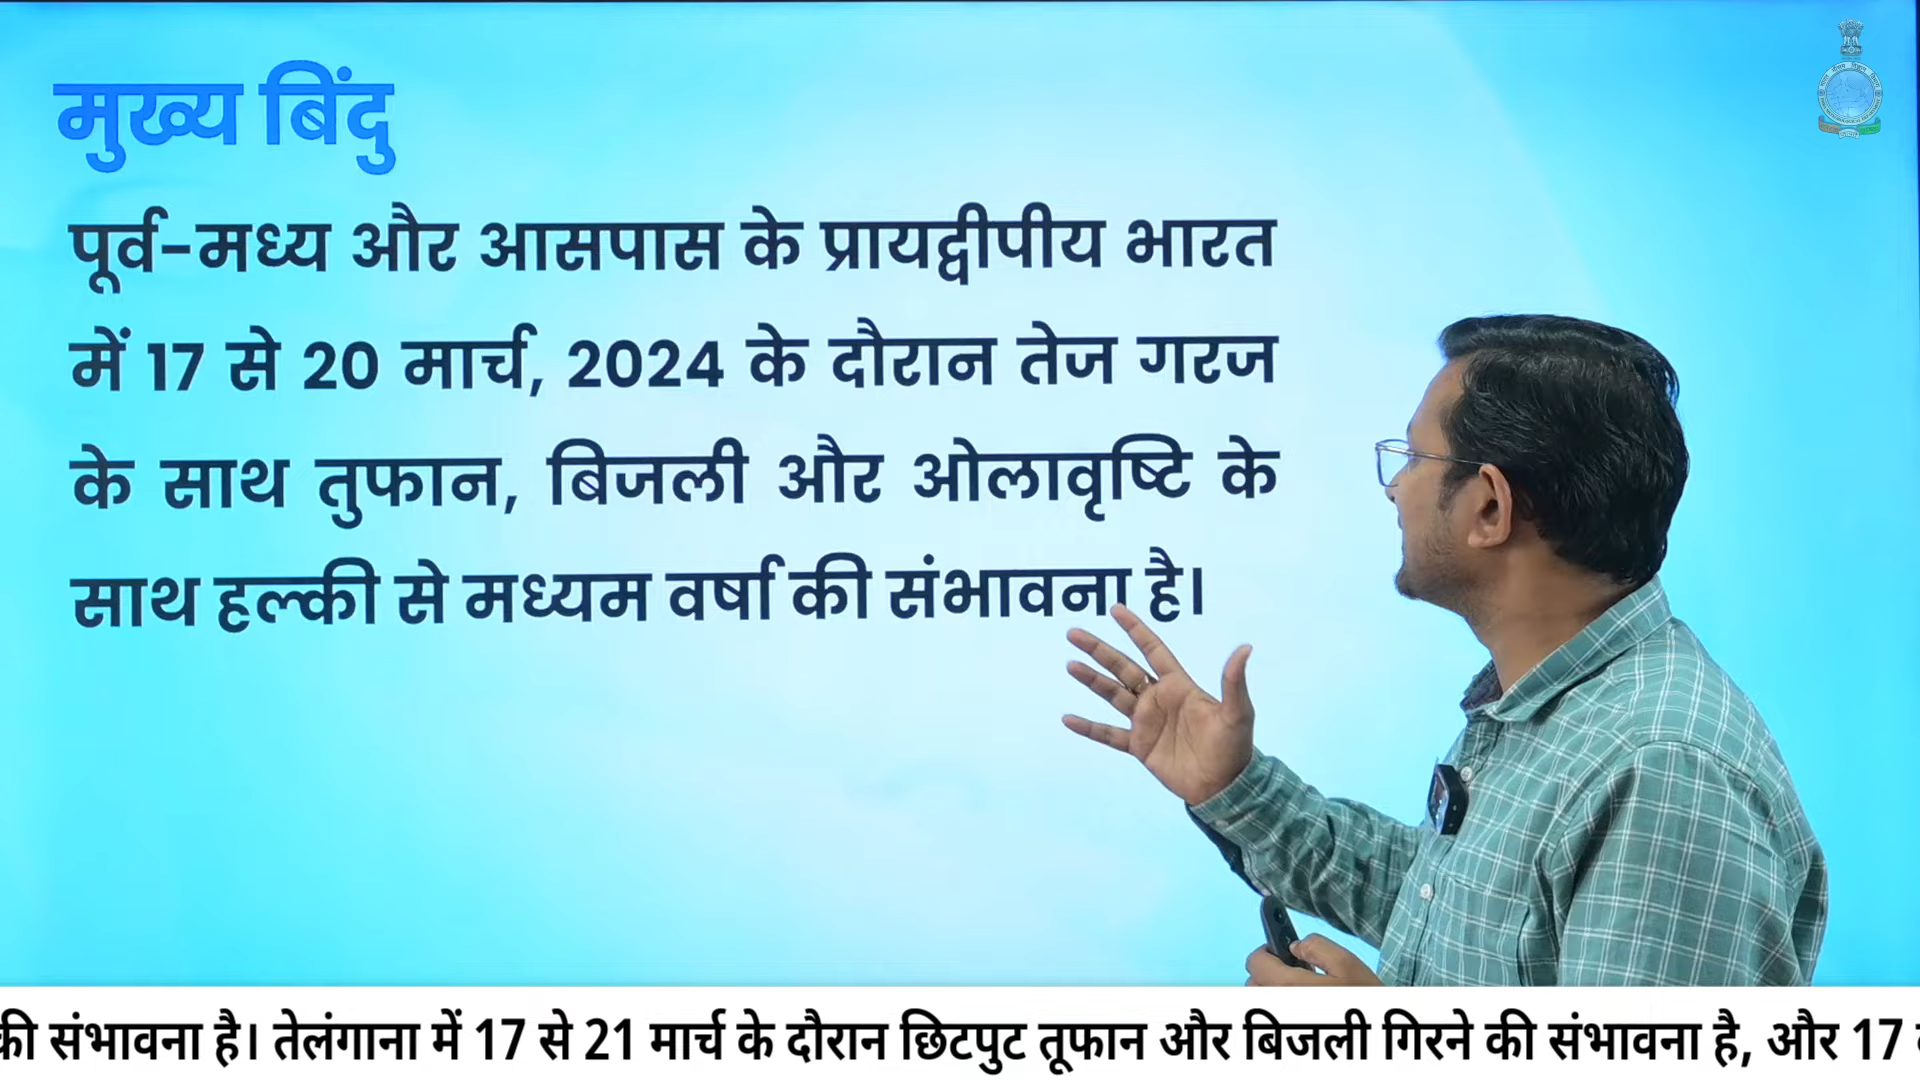 मुख्य बिंदु
पूर्व-मध्य और आसपास के प्रायद्वीपीय भारत
में 17 से 20 मार्च, 2024 के दौरान तेज गरज
के साथ तुफान, बिजली और ओलावृष्टि के
साथ हल्की से मध्यम वर्षा की संभावना है।
की संभावना है। तेलंगाना में 17 से 21 मार्च के दौरान छिटपुट तूफान और बिजली गिरने की संभावना है, और 17